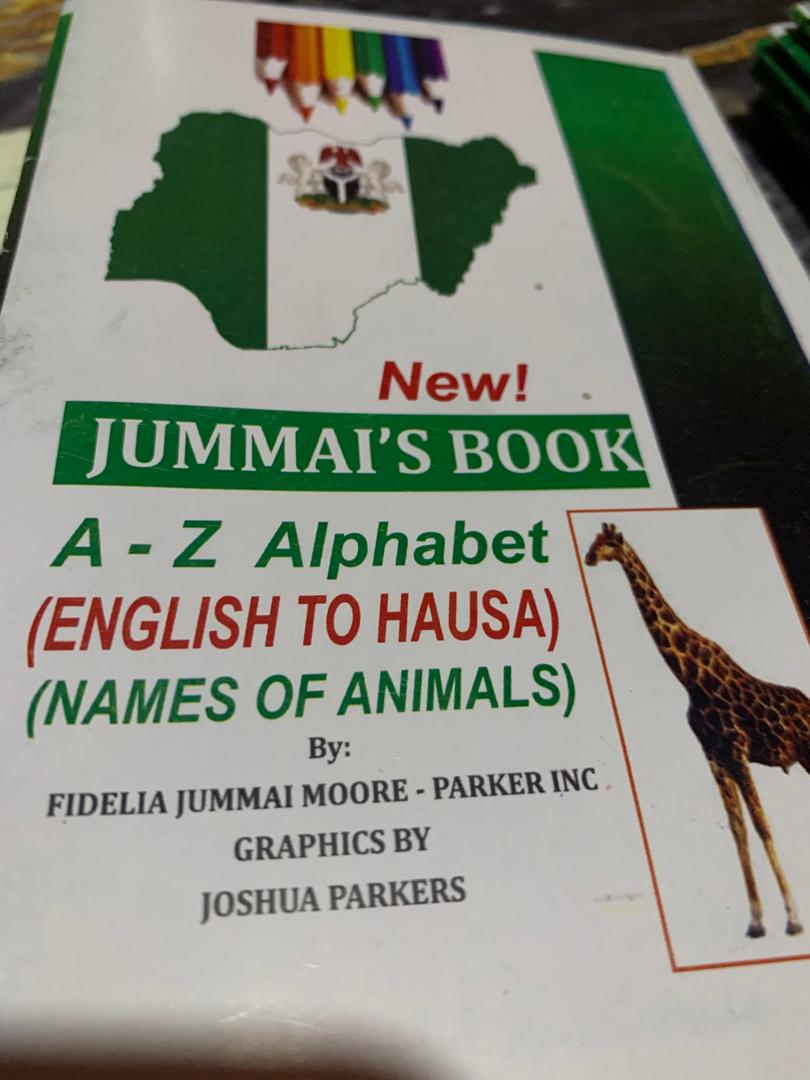 New!
JUMMAI'S BOOK
A - Z Alphabet
(ENGLISH TO HAUSA)
(NAMES OF ANIMALS)
By:
FIDELIA JUMMAI MOORE - PARKER INC
GRAPHICS BY
JOSHUA PARKERS